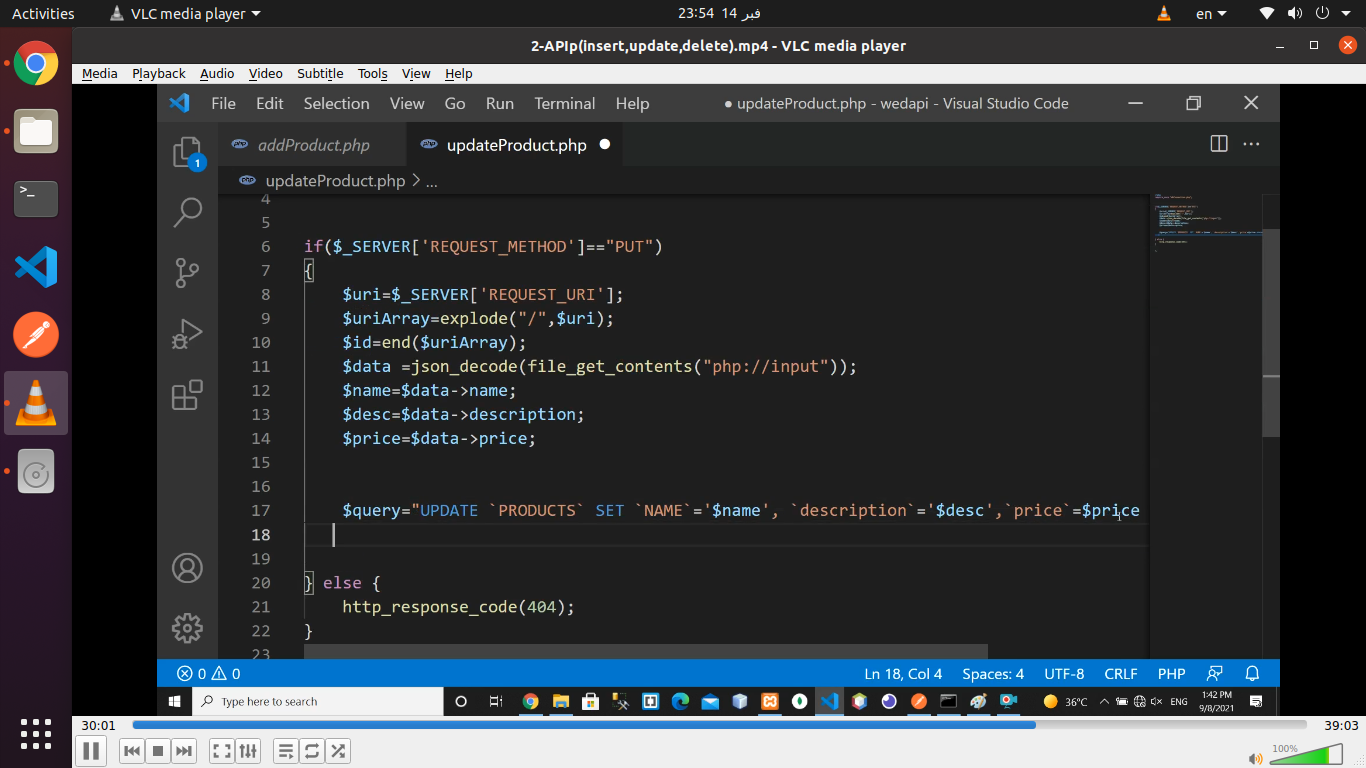 Activities
VLC media player
23:54 14 فبر
en
2-APIp(insert,update,delete).mp4 - VLC media player
Media Playback Audio Video Subtitle Tools View Help
File Edit Selection View Go Run Terminal Help
● updateProduct.php - wedapi - Visual Studio Code
1
addProduct.php
updateProduct.php
updateProduct.php > ...
4
5
6 if($_SERVER['REQUEST_METHOD']=="PUT")
7 {
8 $uri=$_SERVER['REQUEST_URI'];
9 $uriArray=explode("/",$uri);
10 $id=end($uriArray);
11 $data =json_decode(file_get_contents("php://input"));
12 $name=$data->name;
13 $desc=$data->description;
14 $price=$data->price;
15
16
17 $query="UPDATE `PRODUCTS` SET `NAME`='$name', `description`='$desc',`price`=$price
18
19
20 } else {
21 http_response_code(404);
22 }
23
0 0
Ln 18, Col 4 Spaces: 4 UTF-8 CRLF PHP
Type here to search
36°C
ENG
1:42 PM
9/8/2021
30:01
39:03
100%